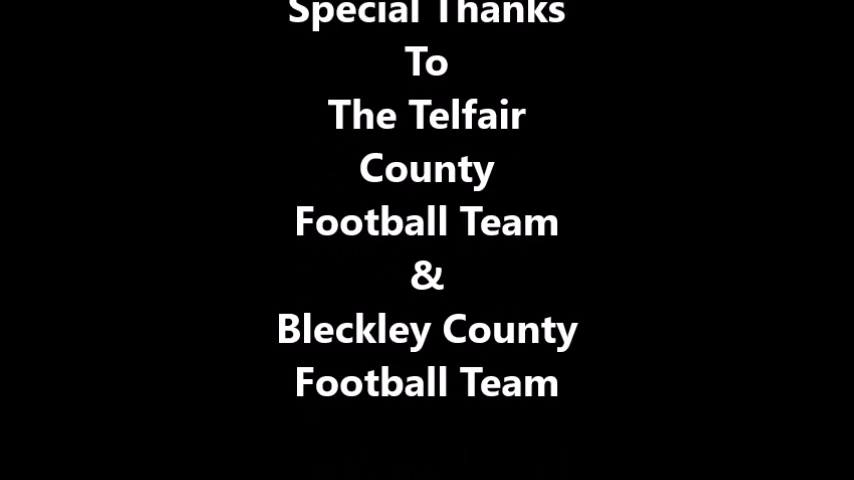 Special Thanks
To
The Telfair
County
Football Team
&
Bleckley County
Football Team